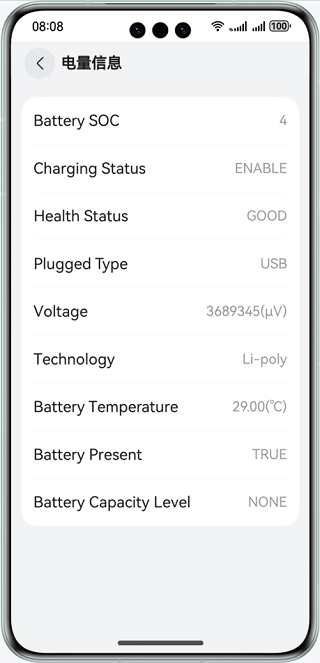 08:08 100
电量信息
Battery SOC 4
Charging Status ENABLE
Health Status GOOD
Plugged Type USB
Voltage 3689345(μV)
Technology Li-poly
Battery Temperature 29.00(℃)
Battery Present TRUE
Battery Capacity Level NONE